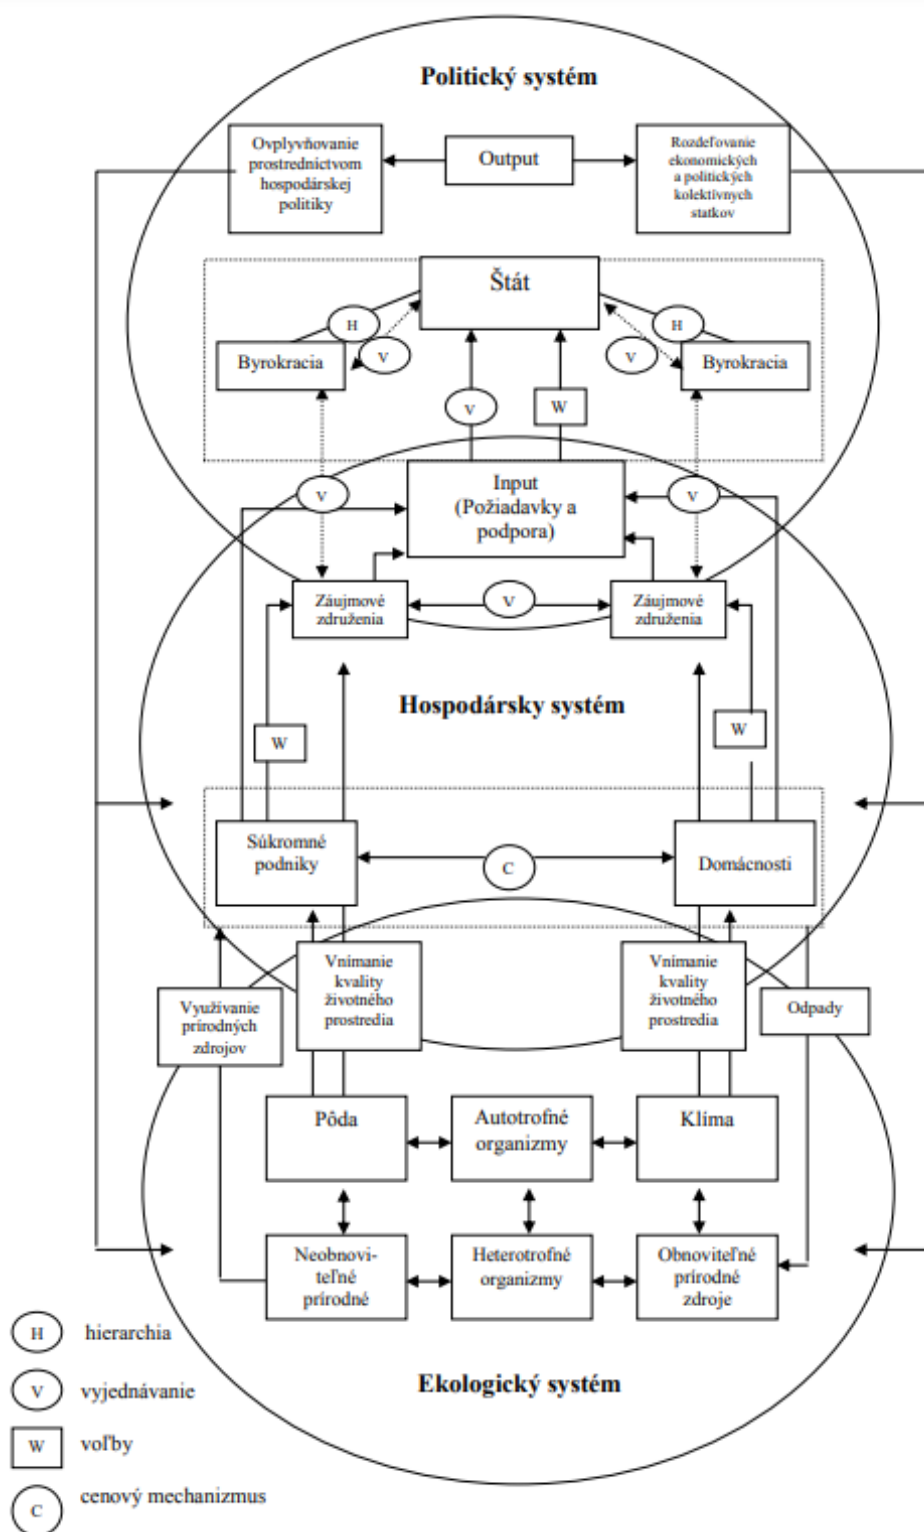 Politický systém
Ovplyvňovanie
prostredníctvom
hospodárskej
politiky
Output
Rozdeľovanie
ekonomických
a politických
kolektívnych
statkov
Štát
H
V
H
V
Byrokracia
Byrokracia
V
W
Input
(Požiadavky a
podpora)
V
V
Záujmové
združenia
V
Záujmové
združenia
Hospodársky systém
W
W
Súkromné
podniky
C
Domácnosti
Vnímanie
kvality
životného
prostredia
Vnímanie
kvality
životného
prostredia
Využívanie
prírodných
zdrojov
Odpady
Pôda
Autotrofné
organizmy
Klíma
Neobnovi-
teľné
prírodné
Heterotrofné
organizmy
Obnoviteľné
prírodné
zdroje
Ekologický systém
H hierarchia
V vyjednávanie
W voľby
C cenový mechanizmus